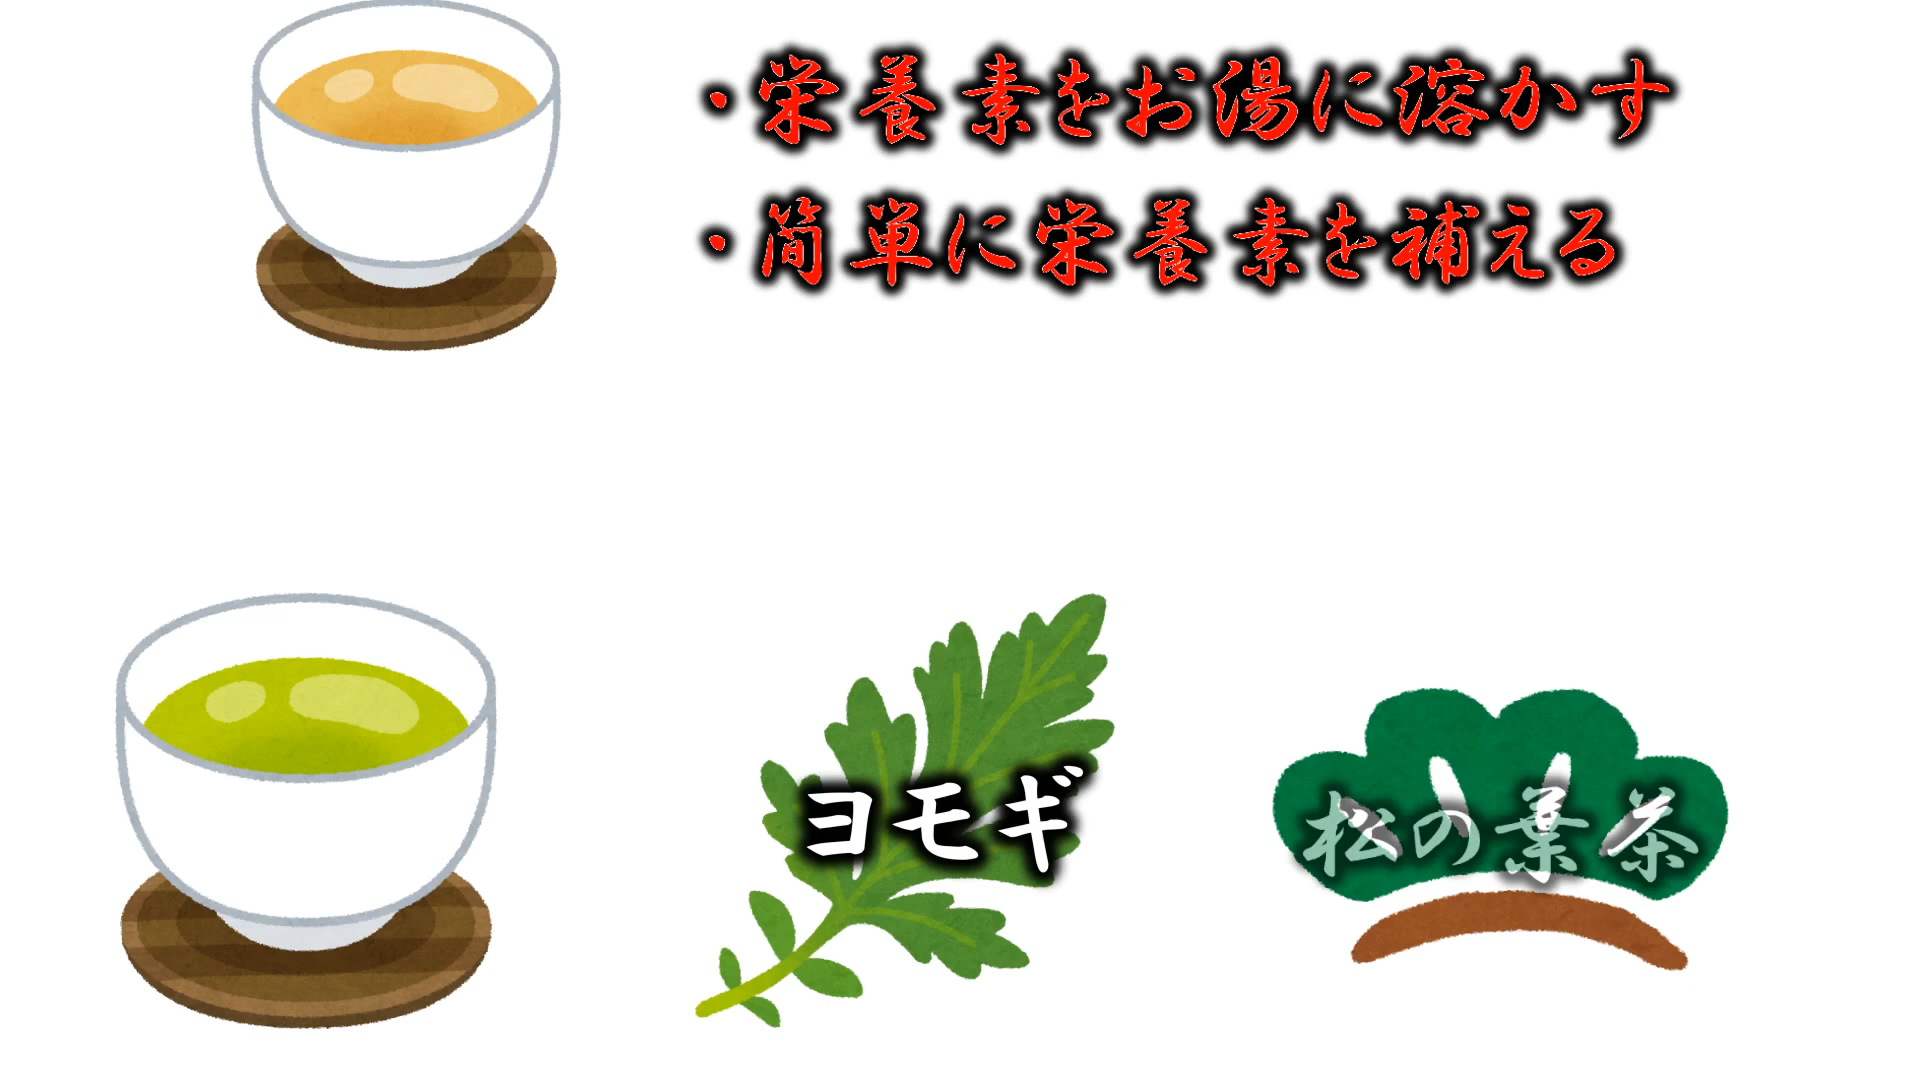 ・栄養素をお湯に溶かす
・簡単に栄養素を補える
ヨモギ
松の葉茶